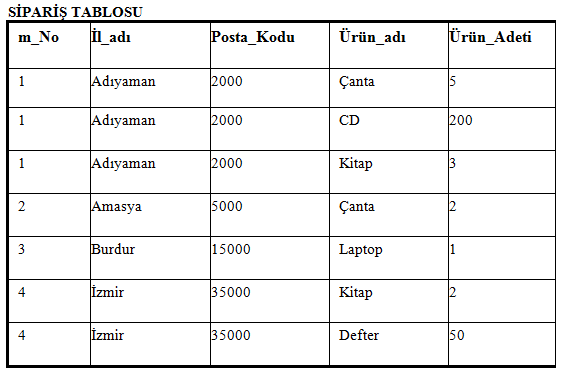 SİPARİŞ TABLOSU
m_No İl_adı Posta_Kodu Ürün_adı Ürün_Adeti
1 Adıyaman 2000 Çanta 5
1 Adıyaman 2000 CD 200
1 Adıyaman 2000 Kitap 3
2 Amasya 5000 Çanta 2
3 Burdur 15000 Laptop 1
4 İzmir 35000 Kitap 2
4 İzmir 35000 Defter 50